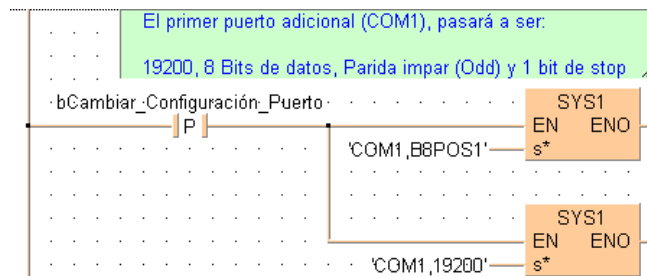 El primer puerto adicional (COM1), pasará a ser:
19200, 8 Bits de datos, Parida impar (Odd) y 1 bit de stop
bCambiar_Configuración_Puerto
P
SYS1
EN ENO
'COM1,B8POS1' s*
SYS1
EN ENO
'COM1,19200' s*